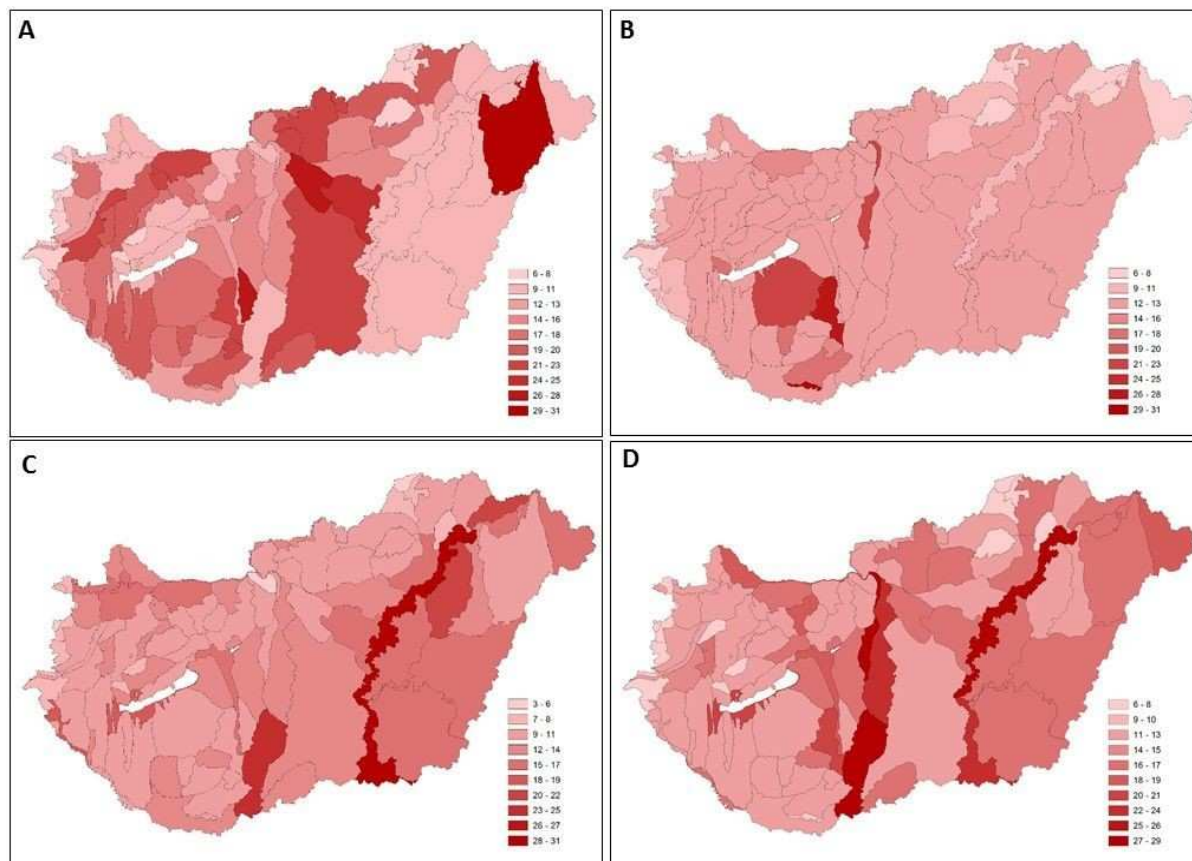 A
6 - 8
9 - 11
12 - 13
14 - 16
17 - 18
19 - 20
21 - 23
24 - 25
26 - 28
29 - 31
B
6 - 8
9 - 11
12 - 13
14 - 16
17 - 18
19 - 20
21 - 23
24 - 25
26 - 28
29 - 31
C
3 - 6
7 - 8
9 - 11
12 - 14
15 - 17
18 - 19
20 - 22
23 - 25
26 - 27
28 - 31
D
6 - 8
9 - 10
11 - 13
14 - 15
16 - 17
18 - 19
20 - 21
22 - 24
25 - 26
27 - 29